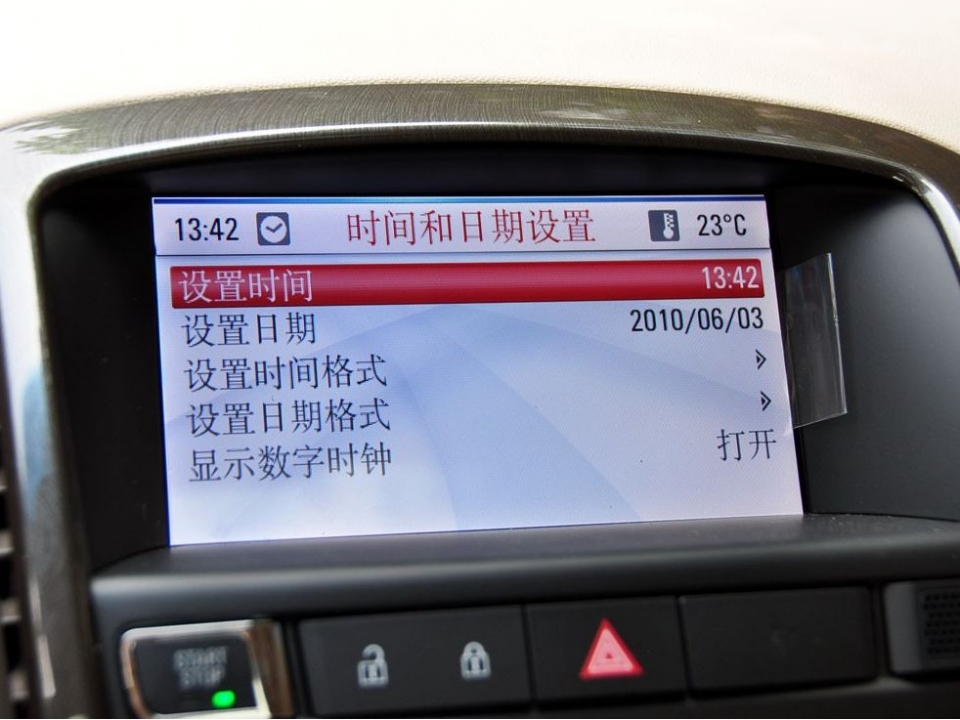 13:42 时间和日期设置 23°C
设置时间 13:42
设置日期 2010/06/03
设置时间格式 »
设置日期格式 »
显示数字时钟 打开
START
STOP